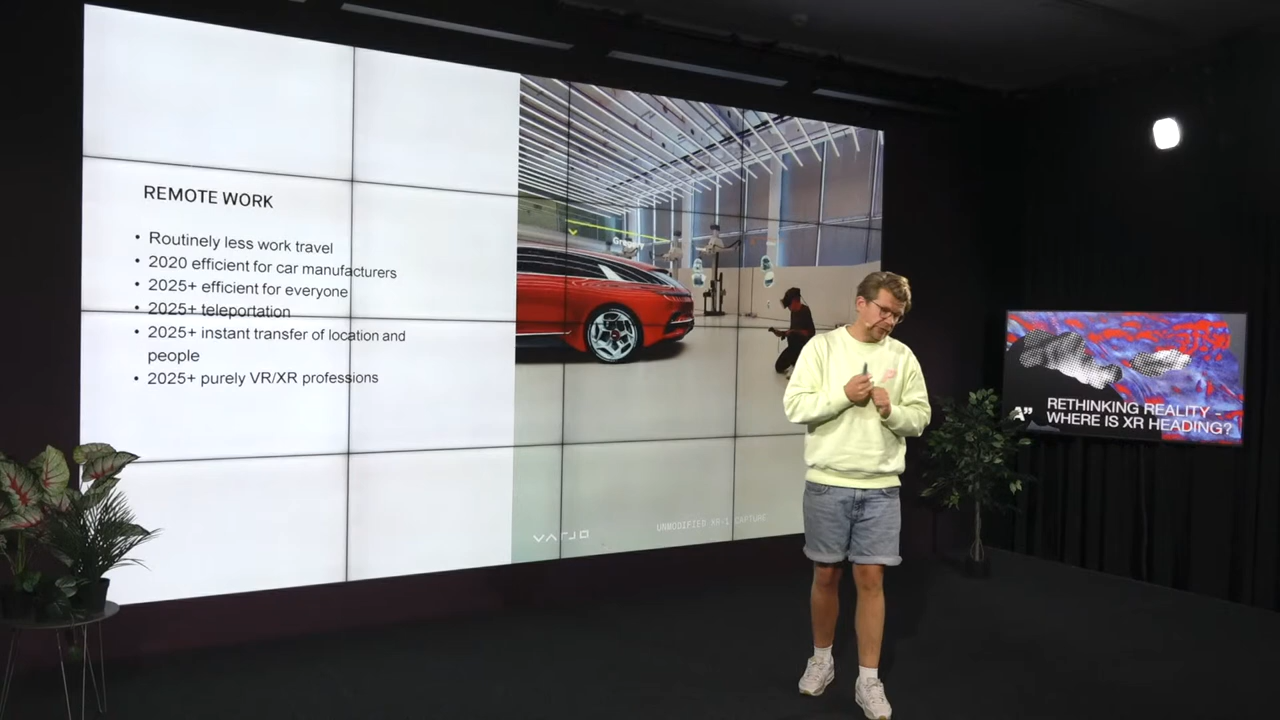 REMOTE WORK
• Routinely less work travel
• 2020 efficient for car manufacturers
• 2025+ efficient for everyone
• 2025+ teleportation
• 2025+ instant transfer of location and
people
• 2025+ purely VR/XR professions
VARJO
UNMODIFIED XR-1 CAPTURE
A”
RETHINKING REALITY -
WHERE IS XR HEADING?